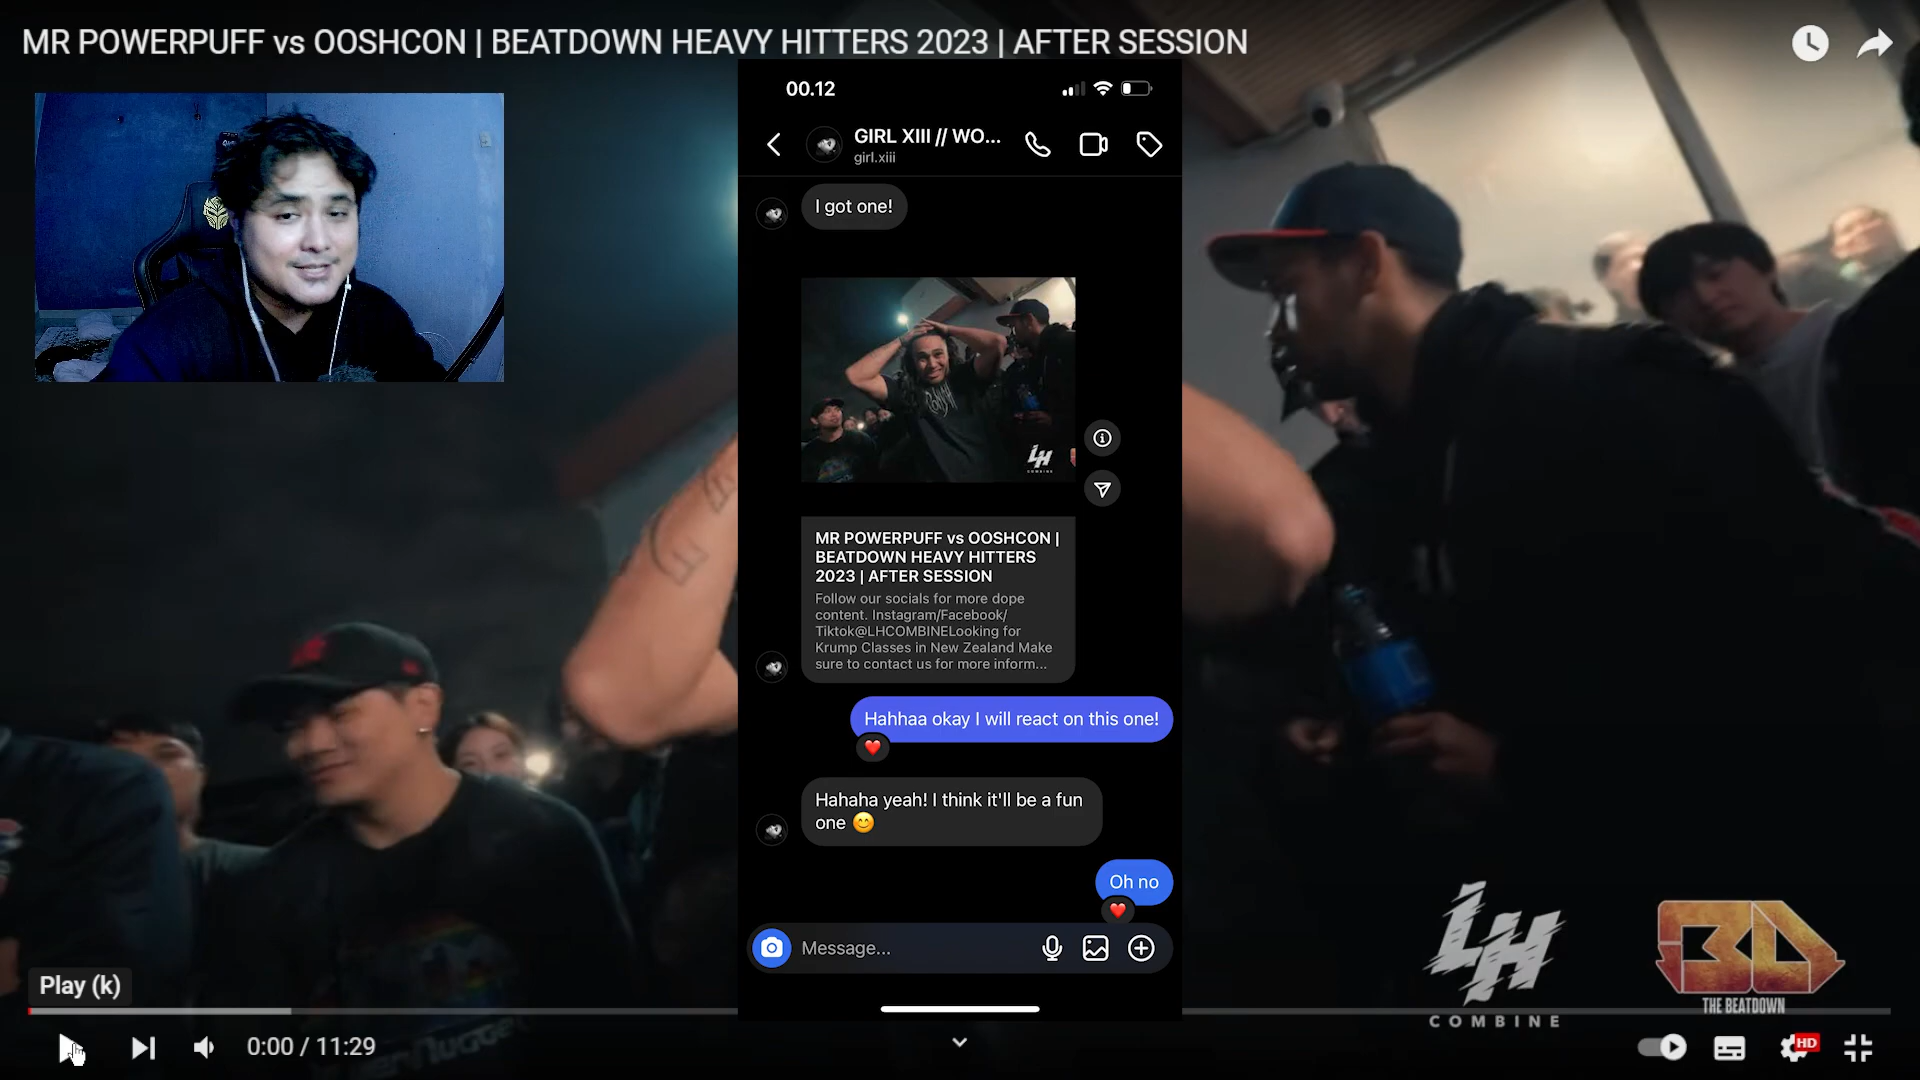 MR POWERPUFF vs OOSHCON | BEATDOWN HEAVY HITTERS 2023 | AFTER SESSION
00.12
GIRL XIII // WO...
girl.xiii
I got one!
LH
COMBINE
MR POWERPUFF vs OOSHCON |
BEATDOWN HEAVY HITTERS
2023 | AFTER SESSION
Follow our socials for more dope
content. Instagram/Facebook/
Tiktok@LHCOMBINELooking for
Krump Classes in New Zealand Make
sure to contact us for more inform...
Hahhaa okay I will react on this one!
Hahaha yeah! I think it'll be a fun
one 😊
Oh no
Message...
Play (k)
LH
COMBINE
BD
THE BEATDOWN
0:00 / 11:29
HD